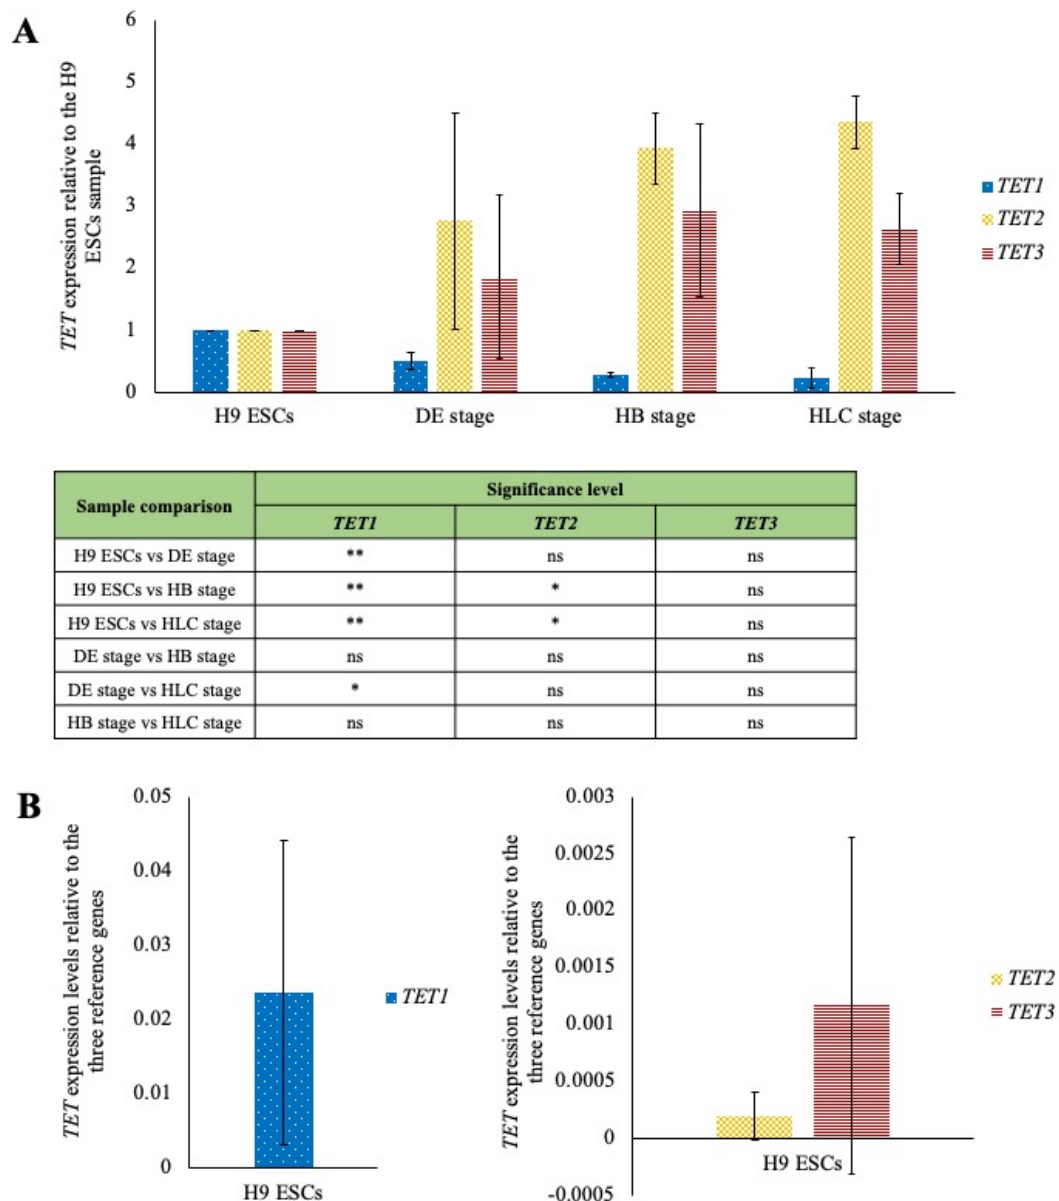 A
TET expression relative to the H9
ESCs sample
6
5
4
3
2
1
0
H9 ESCs
DE stage
HB stage
HLC stage
TET1
TET2
TET3
Sample comparison
Significance level
TET1 TET2 TET3
H9 ESCs vs DE stage ** ns ns
H9 ESCs vs HB stage ** * ns
H9 ESCs vs HLC stage ** * ns
DE stage vs HB stage ns ns ns
DE stage vs HLC stage * ns ns
HB stage vs HLC stage ns ns ns
B
TET expression levels relative to the
three reference genes
0.05
0.04
0.03
0.02
0.01
0
H9 ESCs
TET1
TET expression levels relative to the
three reference genes
0.003
0.0025
0.002
0.0015
0.001
0.0005
0
-0.0005
H9 ESCs
TET2
TET3